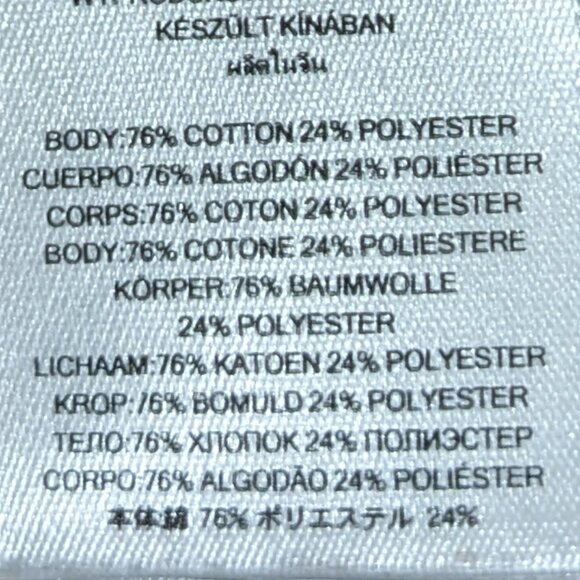 KÉSZÜLT KÍNÁBAN
ผลิตในจีน
BODY:76% COTTON 24% POLYESTER
CUERPO:76% ALGODÓN 24% POLIÉSTER
CORPS:76% COTON 24% POLYESTER
BODY:76% COTONE 24% POLIESTERE
KÖRPER:76% BAUMWOLLE
24% POLYESTER
LICHAAM:76% KATOEN 24% POLYESTER
KROP:76% BOMULD 24% POLYESTER
ТЕЛО:76% ХЛОПОК 24% ПОЛИЭСТЕР
CORPO:76% ALGODÃO 24% POLIÉSTER
本体綿 76% ポリエステル 24%